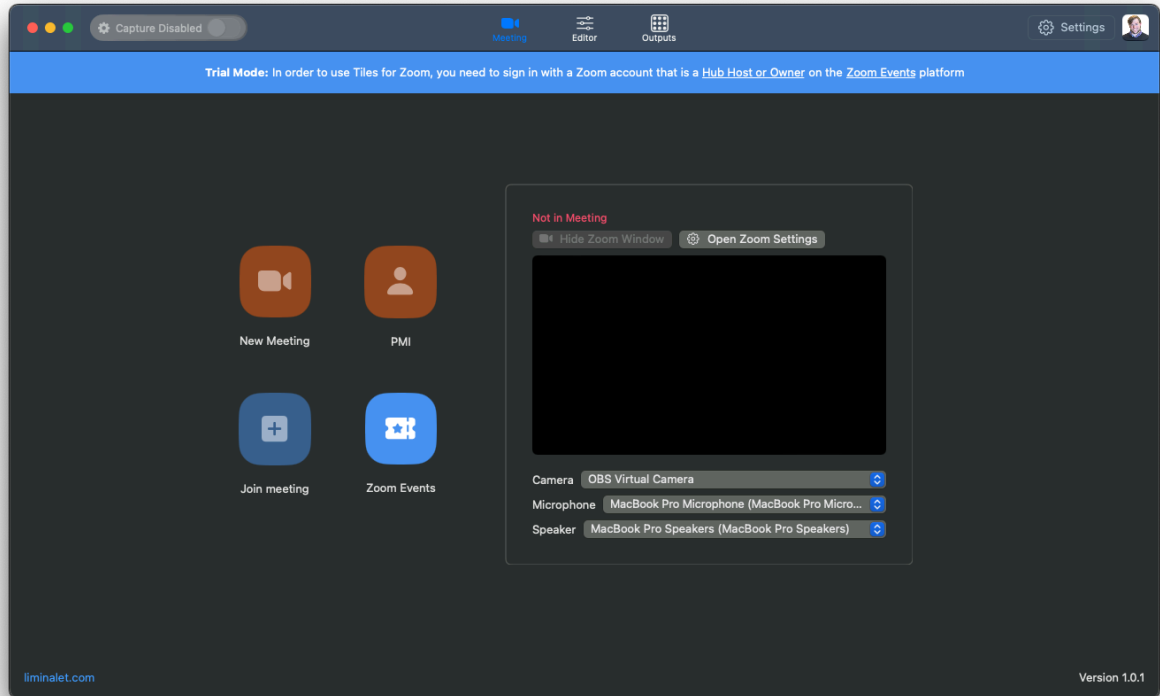 Capture Disabled
Meeting
Editor
Outputs
Settings
Trial Mode: In order to use Tiles for Zoom, you need to sign in with a Zoom account that is a Hub Host or Owner on the Zoom Events platform
New Meeting
PMI
Join meeting
Zoom Events
Not in Meeting
Hide Zoom Window
Open Zoom Settings
Camera OBS Virtual Camera
Microphone MacBook Pro Microphone (MacBook Pro Micro...
Speaker MacBook Pro Speakers (MacBook Pro Speakers)
liminalet.com
Version 1.0.1